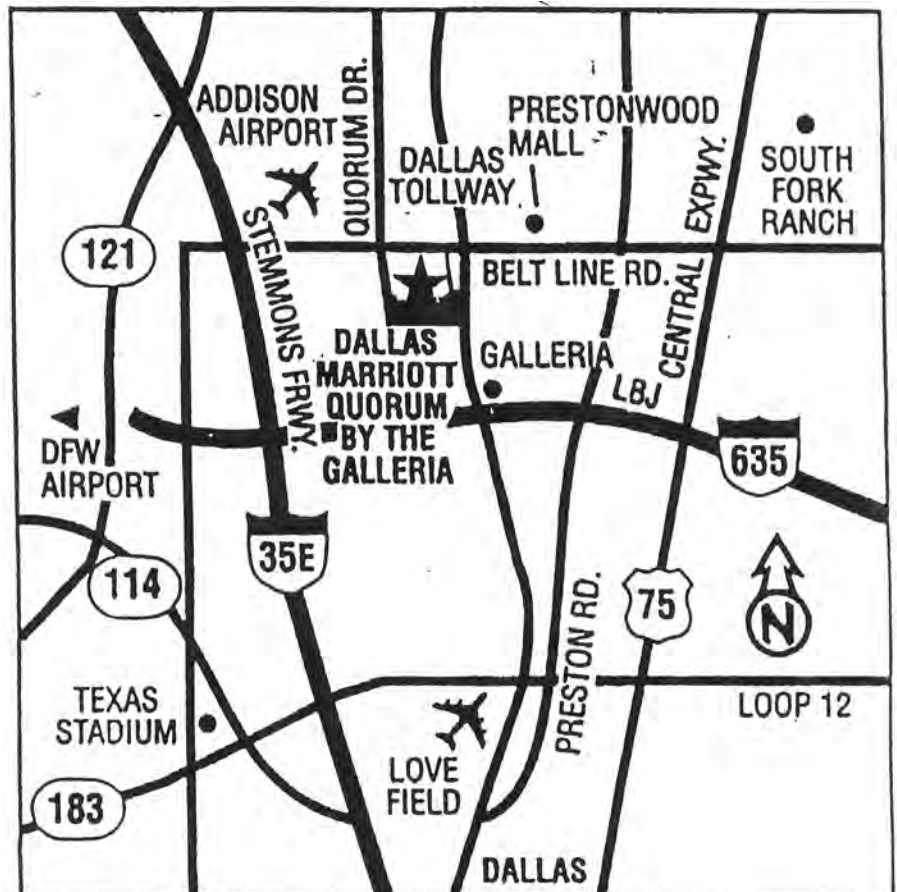 ADDISON
AIRPORT
QUORUM DR.
DALLAS
TOLLWAY
PRESTONWOOD
MALL
CENTRAL EXPWY.
SOUTH
FORK
RANCH
121
STEMMONS FRWY.
BELT LINE RD.
DALLAS
MARRIOTT
QUORUM
BY THE
GALLERIA
GALLERIA
LBJ
635
DFW
AIRPORT
35E
114
75
N
PRESTON RD.
TEXAS
STADIUM
LOOP 12
LOVE
FIELD
183
DALLAS